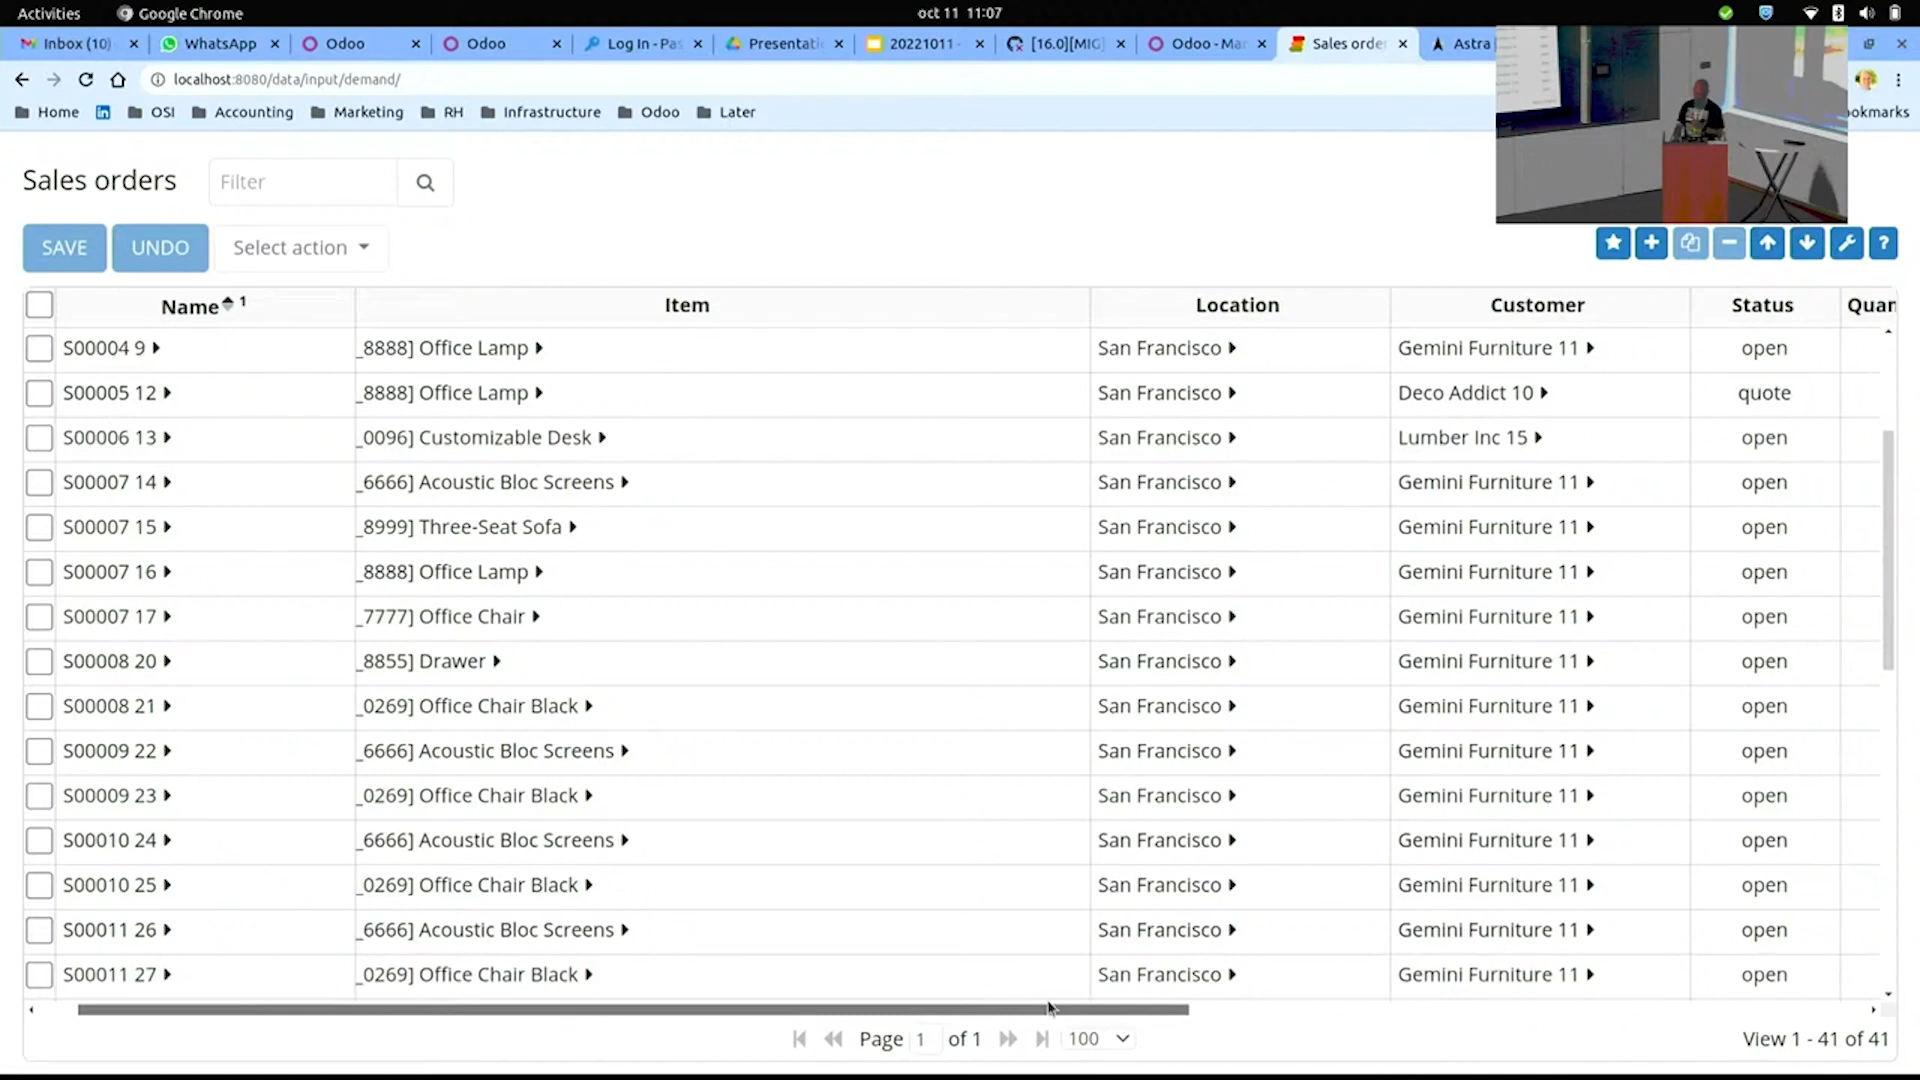 Activities Google Chrome oct 11 11:07
Inbox (10) WhatsApp Odoo Odoo Log In - Pas Presentati 20221011- [16.0][MIG] Odoo - Mar Sales orde Astra
localhost:8080/data/input/demand/
Home OSI Accounting Marketing RH Infrastructure Odoo Later ookmarks
Sales orders Filter
SAVE UNDO Select action
Name 1 Item Location Customer Status Quan
S00004 9 _8888] Office Lamp San Francisco Gemini Furniture 11 open
S00005 12 _8888] Office Lamp San Francisco Deco Addict 10 quote
S00006 13 _0096] Customizable Desk San Francisco Lumber Inc 15 open
S00007 14 _6666] Acoustic Bloc Screens San Francisco Gemini Furniture 11 open
S00007 15 _8999] Three-Seat Sofa San Francisco Gemini Furniture 11 open
S00007 16 _8888] Office Lamp San Francisco Gemini Furniture 11 open
S00007 17 _7777] Office Chair San Francisco Gemini Furniture 11 open
S00008 20 _8855] Drawer San Francisco Gemini Furniture 11 open
S00008 21 _0269] Office Chair Black San Francisco Gemini Furniture 11 open
S00009 22 _6666] Acoustic Bloc Screens San Francisco Gemini Furniture 11 open
S00009 23 _0269] Office Chair Black San Francisco Gemini Furniture 11 open
S00010 24 _6666] Acoustic Bloc Screens San Francisco Gemini Furniture 11 open
S00010 25 _0269] Office Chair Black San Francisco Gemini Furniture 11 open
S00011 26 _6666] Acoustic Bloc Screens San Francisco Gemini Furniture 11 open
S00011 27 _0269] Office Chair Black San Francisco Gemini Furniture 11 open
Page 1 of 1 100 View 1 - 41 of 41